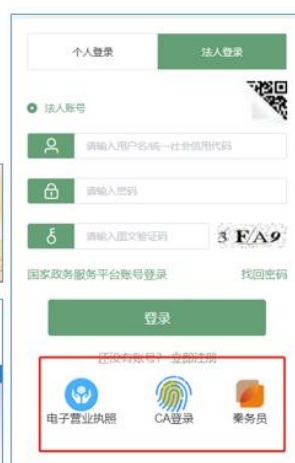 个人登录
法人登录
法人账号
请输入用户名/统一社会信用代码
请输入密码
请输入图文验证码
3 FA9
国家政务服务平台账号登录
找回密码
登录
还没有账号? 立即注册
电子营业执照
CA登录
秦务员